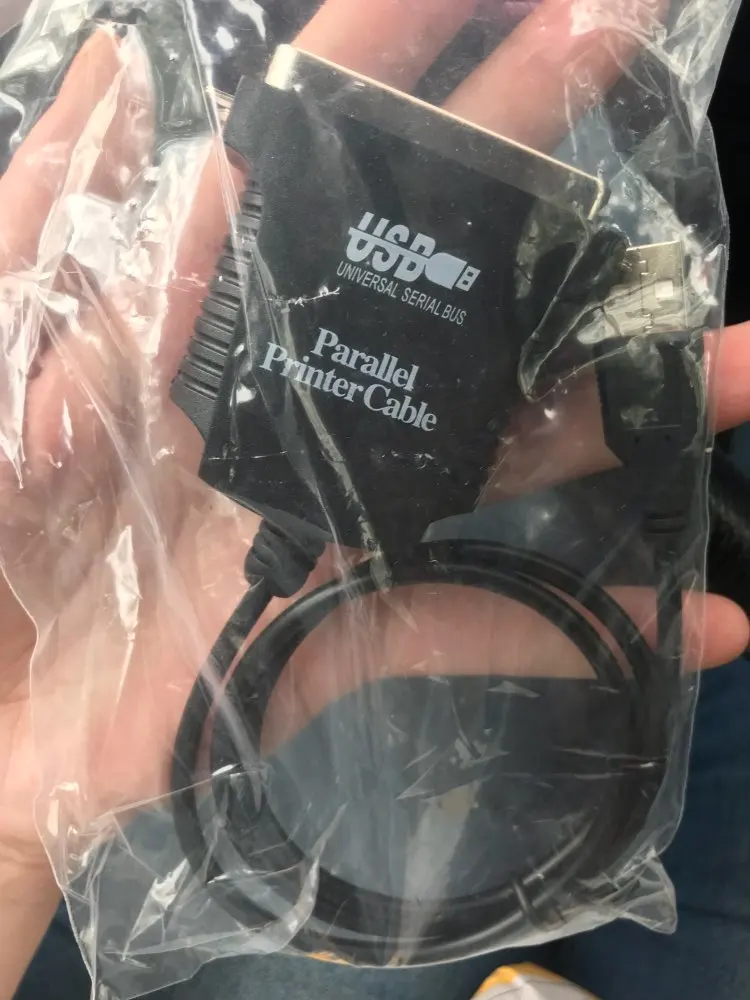 USB
UNIVERSAL SERIAL BUS
Parallel
Printer Cable